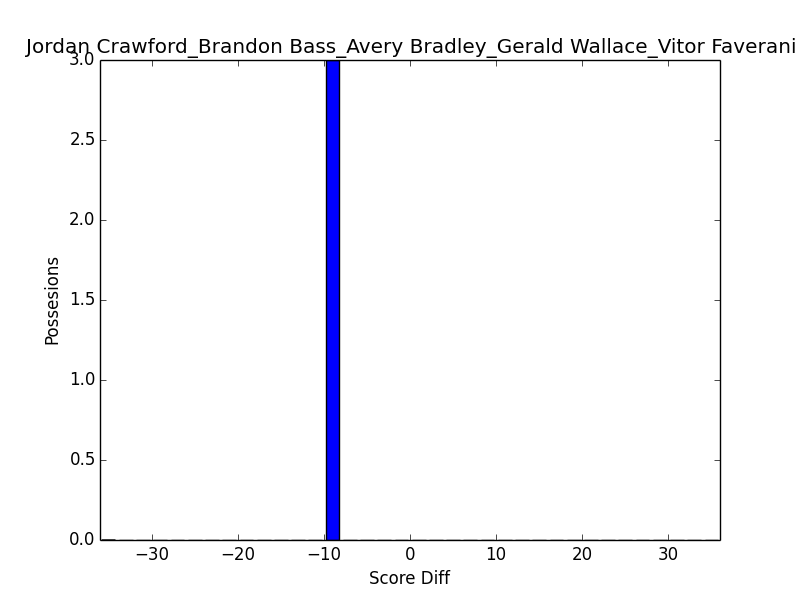 Jordan Crawford_Brandon Bass_Avery Bradley_Gerald Wallace_Vitor Faverani
3.0
2.5
2.0
1.5
1.0
0.5
0.0
Possesions
−30 −20 −10 0 10 20 30
Score Diff